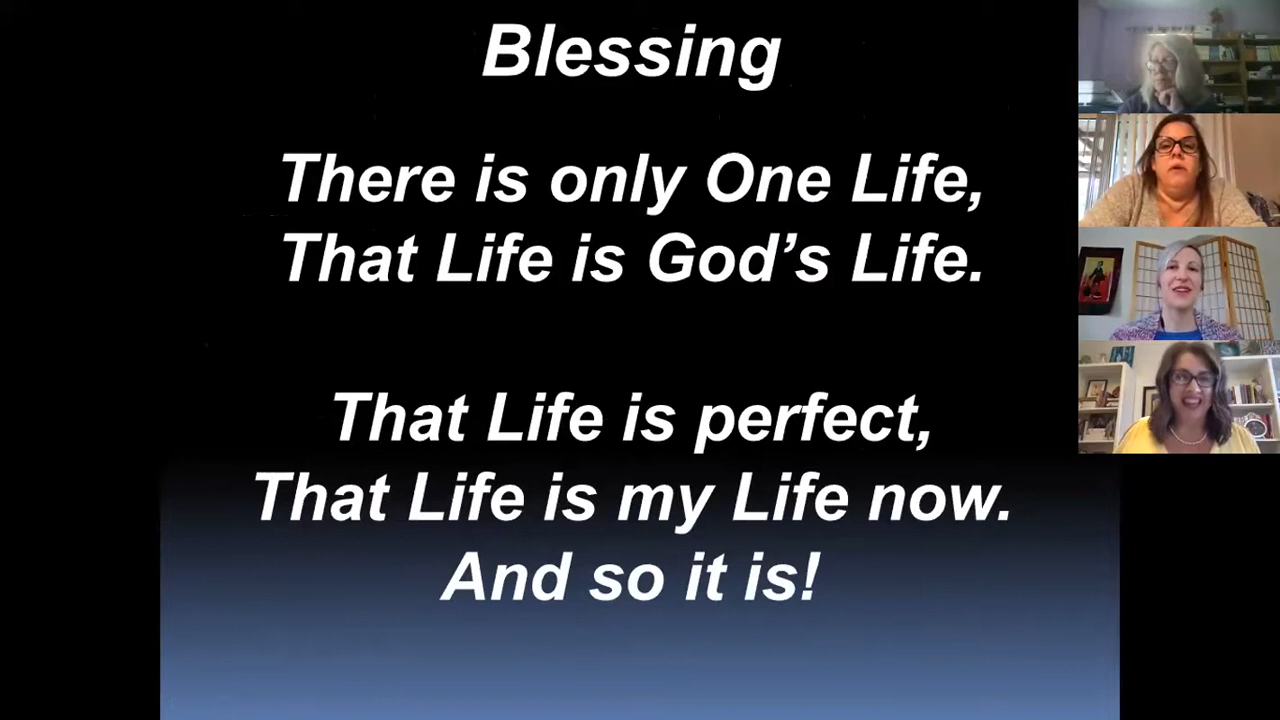 Blessing
There is only One Life,
That Life is God’s Life.
That Life is perfect,
That Life is my Life now.
And so it is!